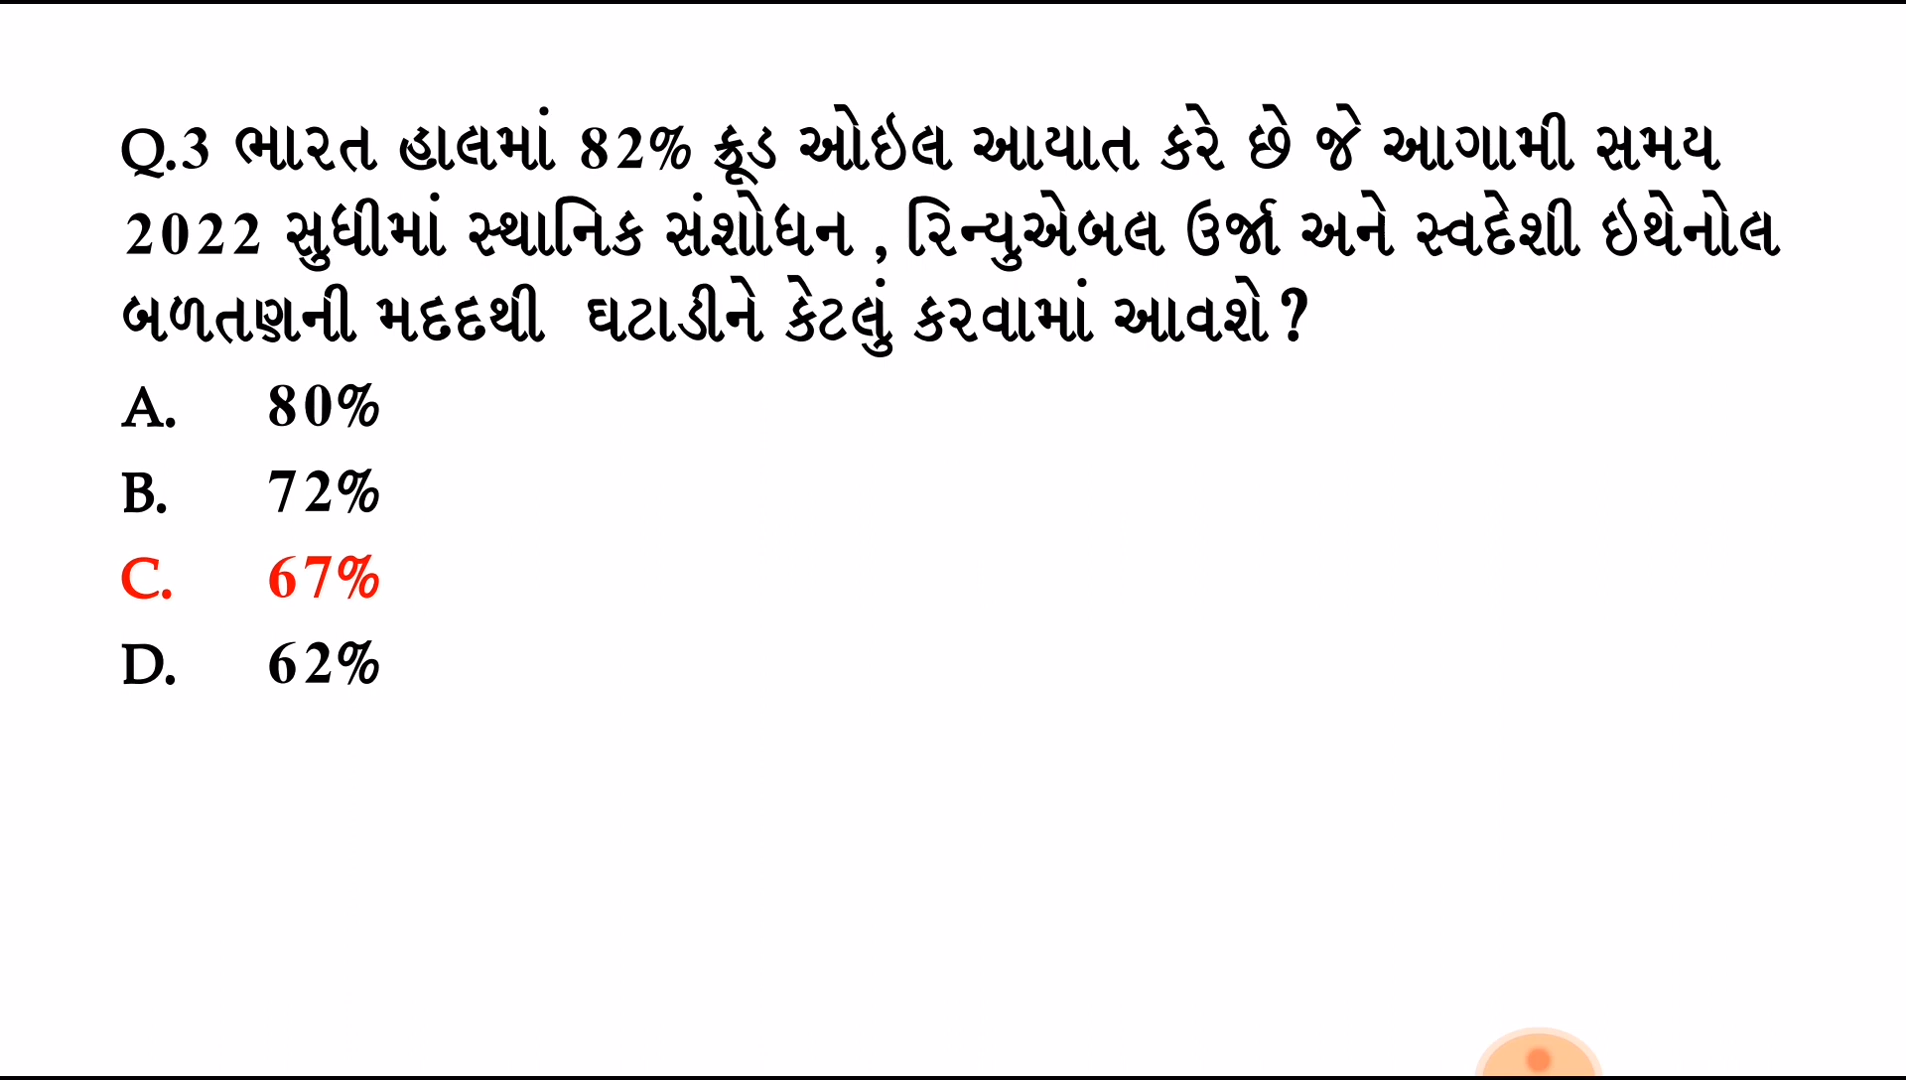 Q.3 ભારત હાલમાં 82% ક્રૂડ ઓઇલ આયાત કરે છે જે આગામી સમય
2022 સુધીમાં સ્થાનિક સંશોધન , રિન્યુએબલ ઉર્જા અને સ્વદેશી ઇથેનોલ
બળતણની મદદથી ઘટાડીને કેટલું કરવામાં આવશે ?
A. 80%
B. 72%
C. 67%
D. 62%